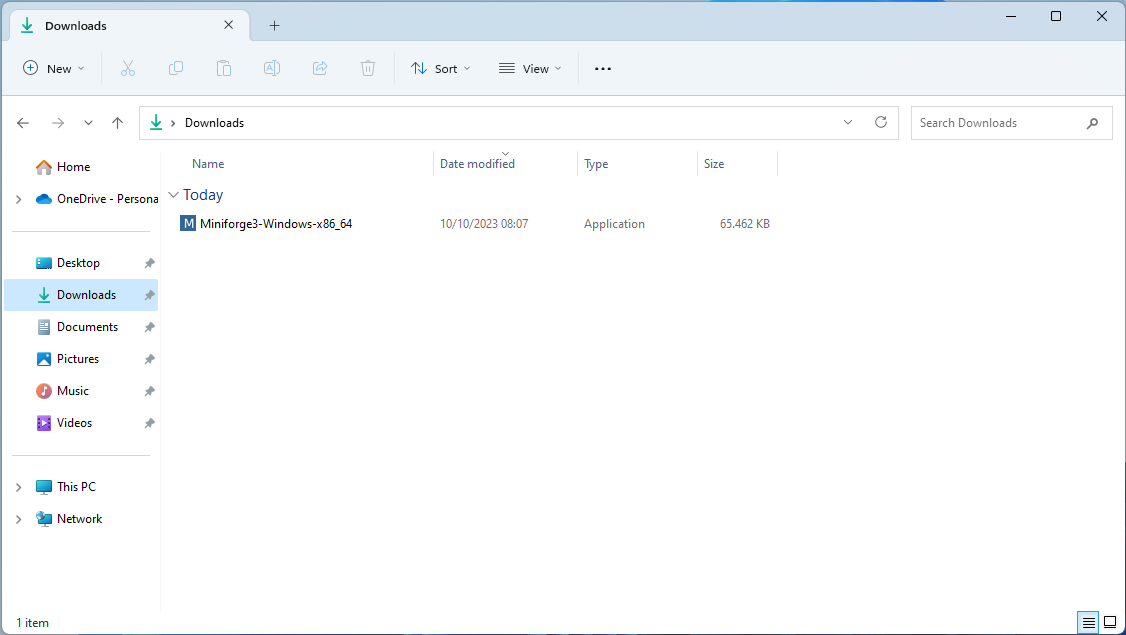 Downloads
New
Sort
View
Downloads
Search Downloads
Home
OneDrive - Persona
Desktop
Downloads
Documents
Pictures
Music
Videos
This PC
Network
Name Date modified Type Size
Today
M Miniforge3-Windows-x86_64 10/10/2023 08:07 Application 65.462 KB
1 item